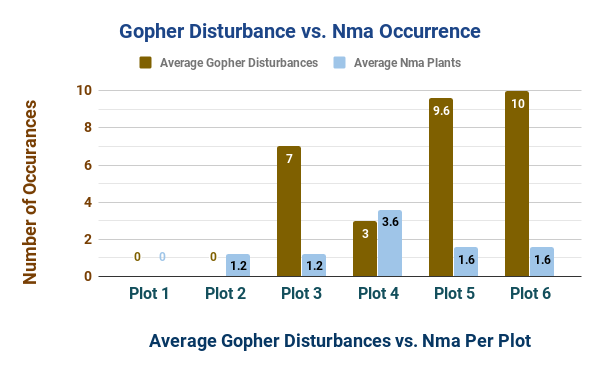 Gopher Disturbance vs. Nma Occurrence
Average Gopher Disturbances Average Nma Plants
Number of Occurances
10
8
6
4
2
0
0 0
0 1.2
7 1.2
3 3.6
9.6 1.6
10 1.6
Plot 1 Plot 2 Plot 3 Plot 4 Plot 5 Plot 6
Average Gopher Disturbances vs. Nma Per Plot